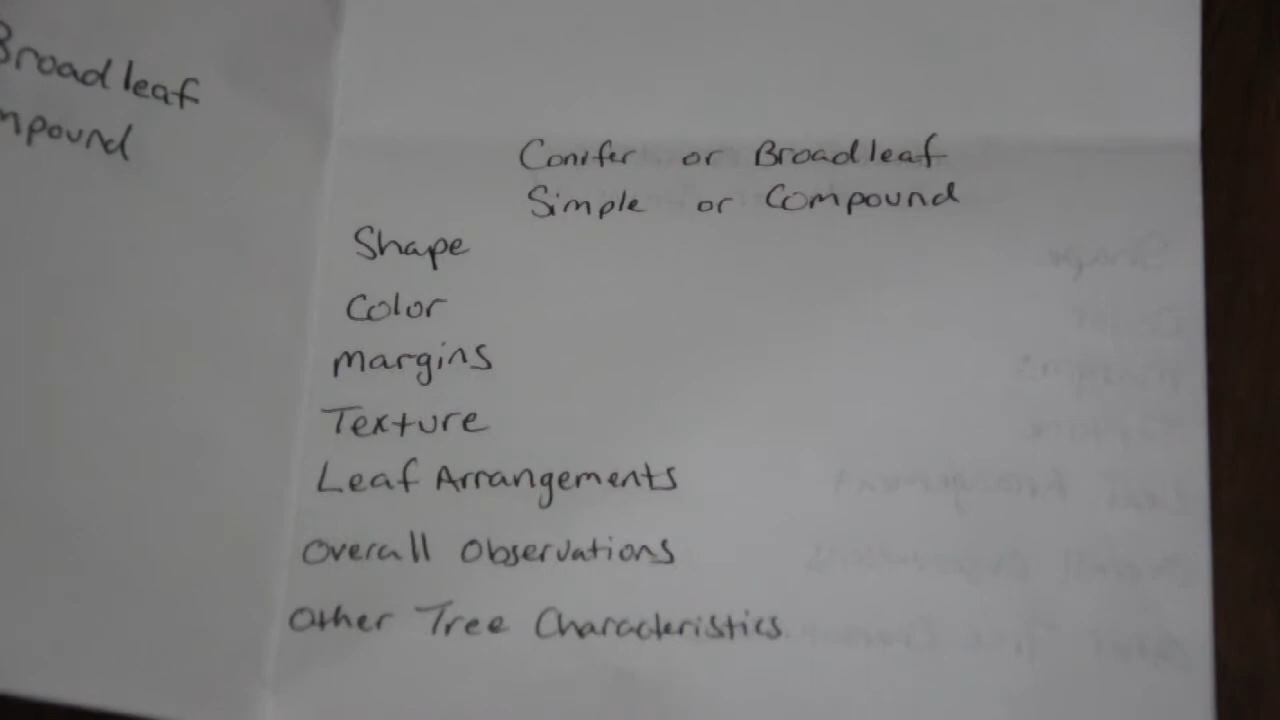 Broadleaf
mpound
Conifer or Broadleaf
Simple or Compound
Shape
Color
Margins
Texture
Leaf Arrangements
Overall Observations
Other Tree Characteristics